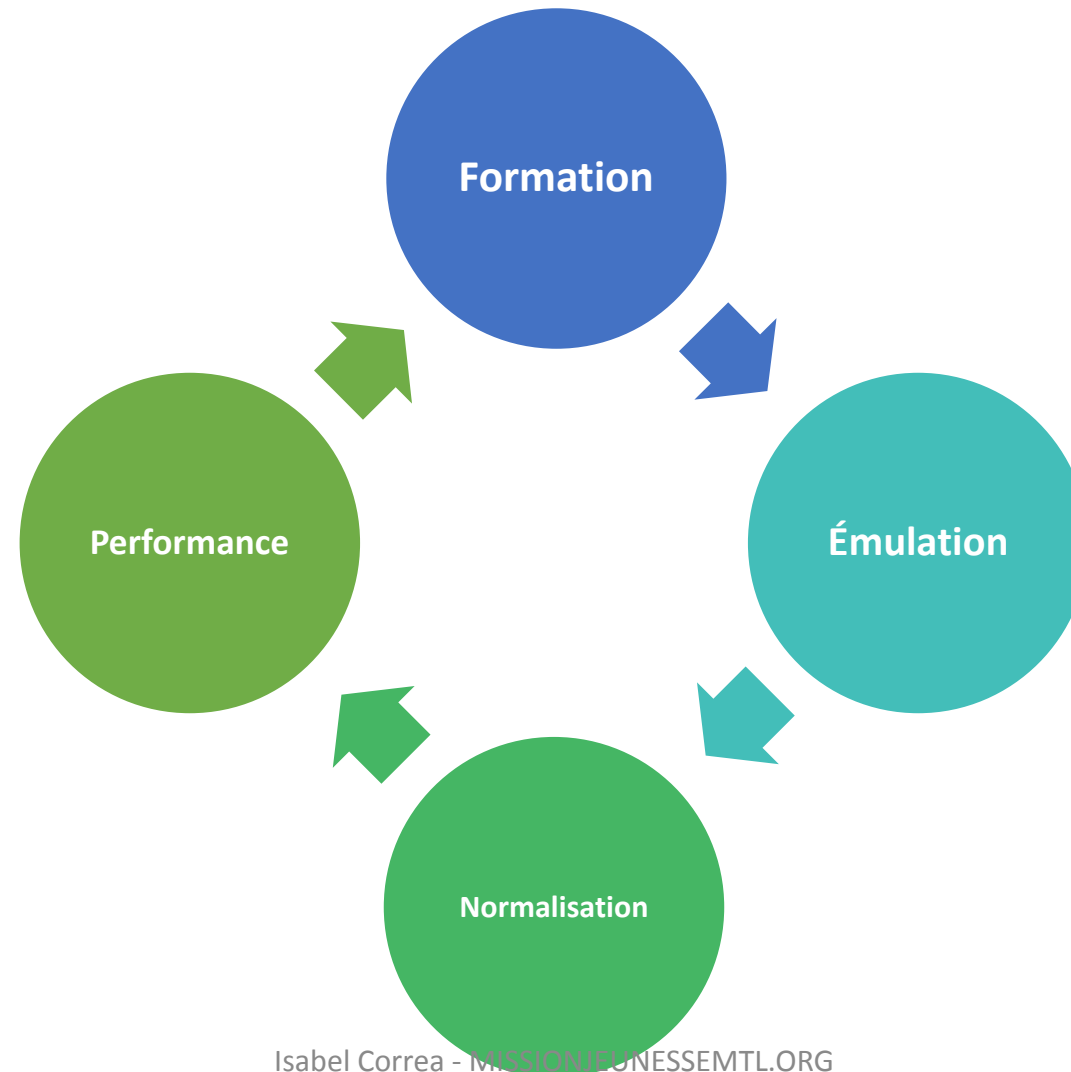 Formation
Émulation
Normalisation
Performance
Isabel Correa - MISSIONJEUNESSEMTL.ORG